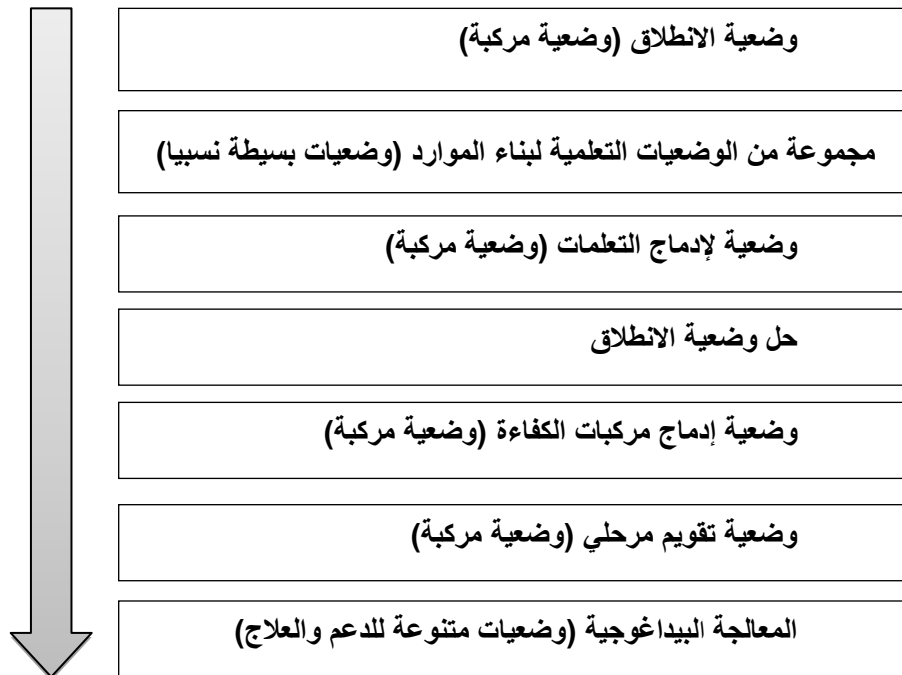 وضعية الانطلاق (وضعية مركبة)
مجموعة من الوضعيات التعلمية لبناء الموارد (وضعيات بسيطة نسبيا)
وضعية لإدماج التعلمات (وضعية مركبة)
حل وضعية الانطلاق
وضعية إدماج مركبات الكفاءة (وضعية مركبة)
وضعية تقويم مرحلي (وضعية مركبة)
المعالجة البيداغوجية (وضعيات متنوعة للدعم والعلاج)